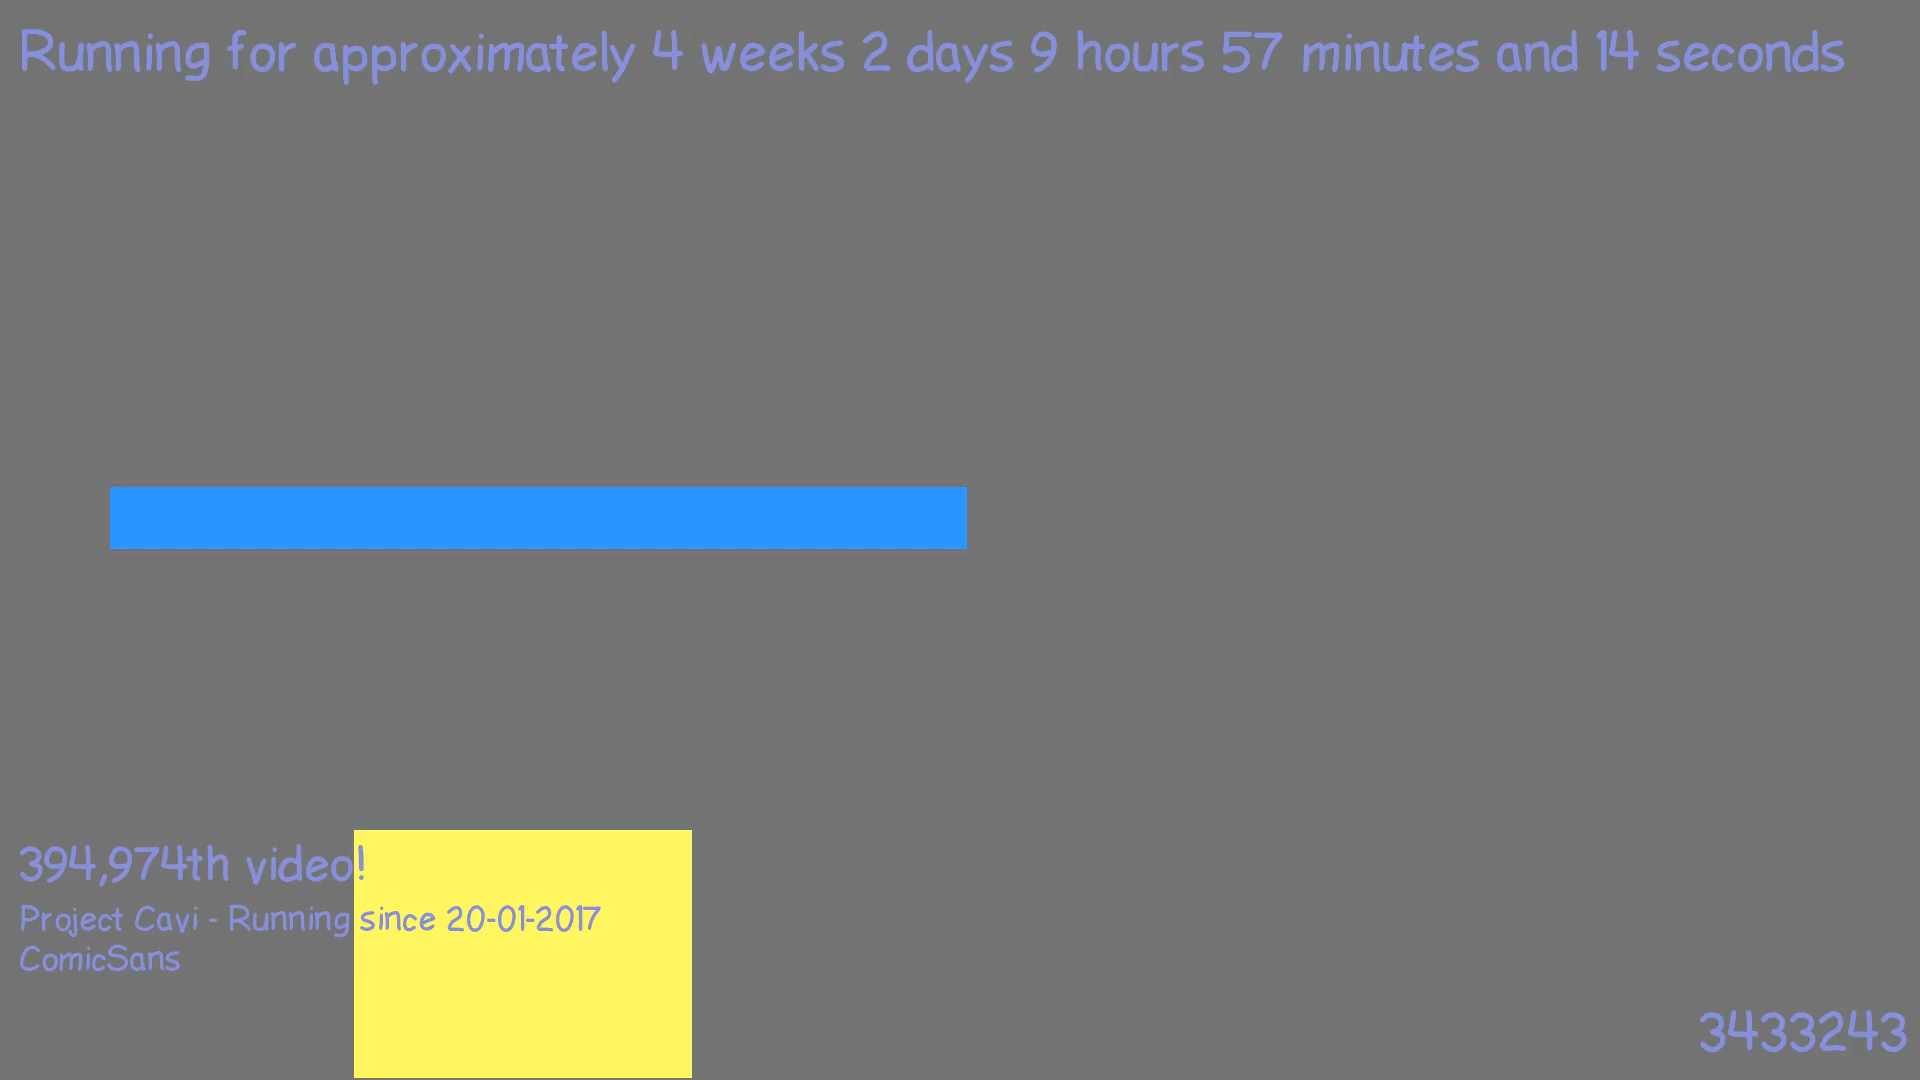 Running for approximately 4 weeks 2 days 9 hours 57 minutes and 14 seconds
394,974th video!
Project Cavi - Running since 20-01-2017
ComicSans
3433243